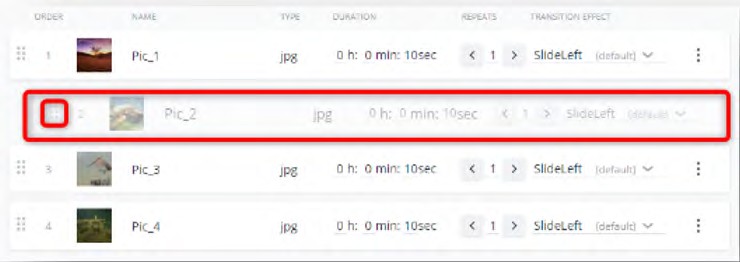 ORDER NAME TYPE DURATION REPEATS TRANSITION EFFECT
1 Pic_1 jpg 0 h: 0 min: 10sec < 1 > SlideLeft (default)
2 Pic_2 jpg 0 h: 0 min: 10sec < 1 > SlideLeft (default)
3 Pic_3 jpg 0 h: 0 min: 10sec < 1 > SlideLeft (default)
4 Pic_4 jpg 0 h: 0 min: 10sec < 1 > SlideLeft (default)